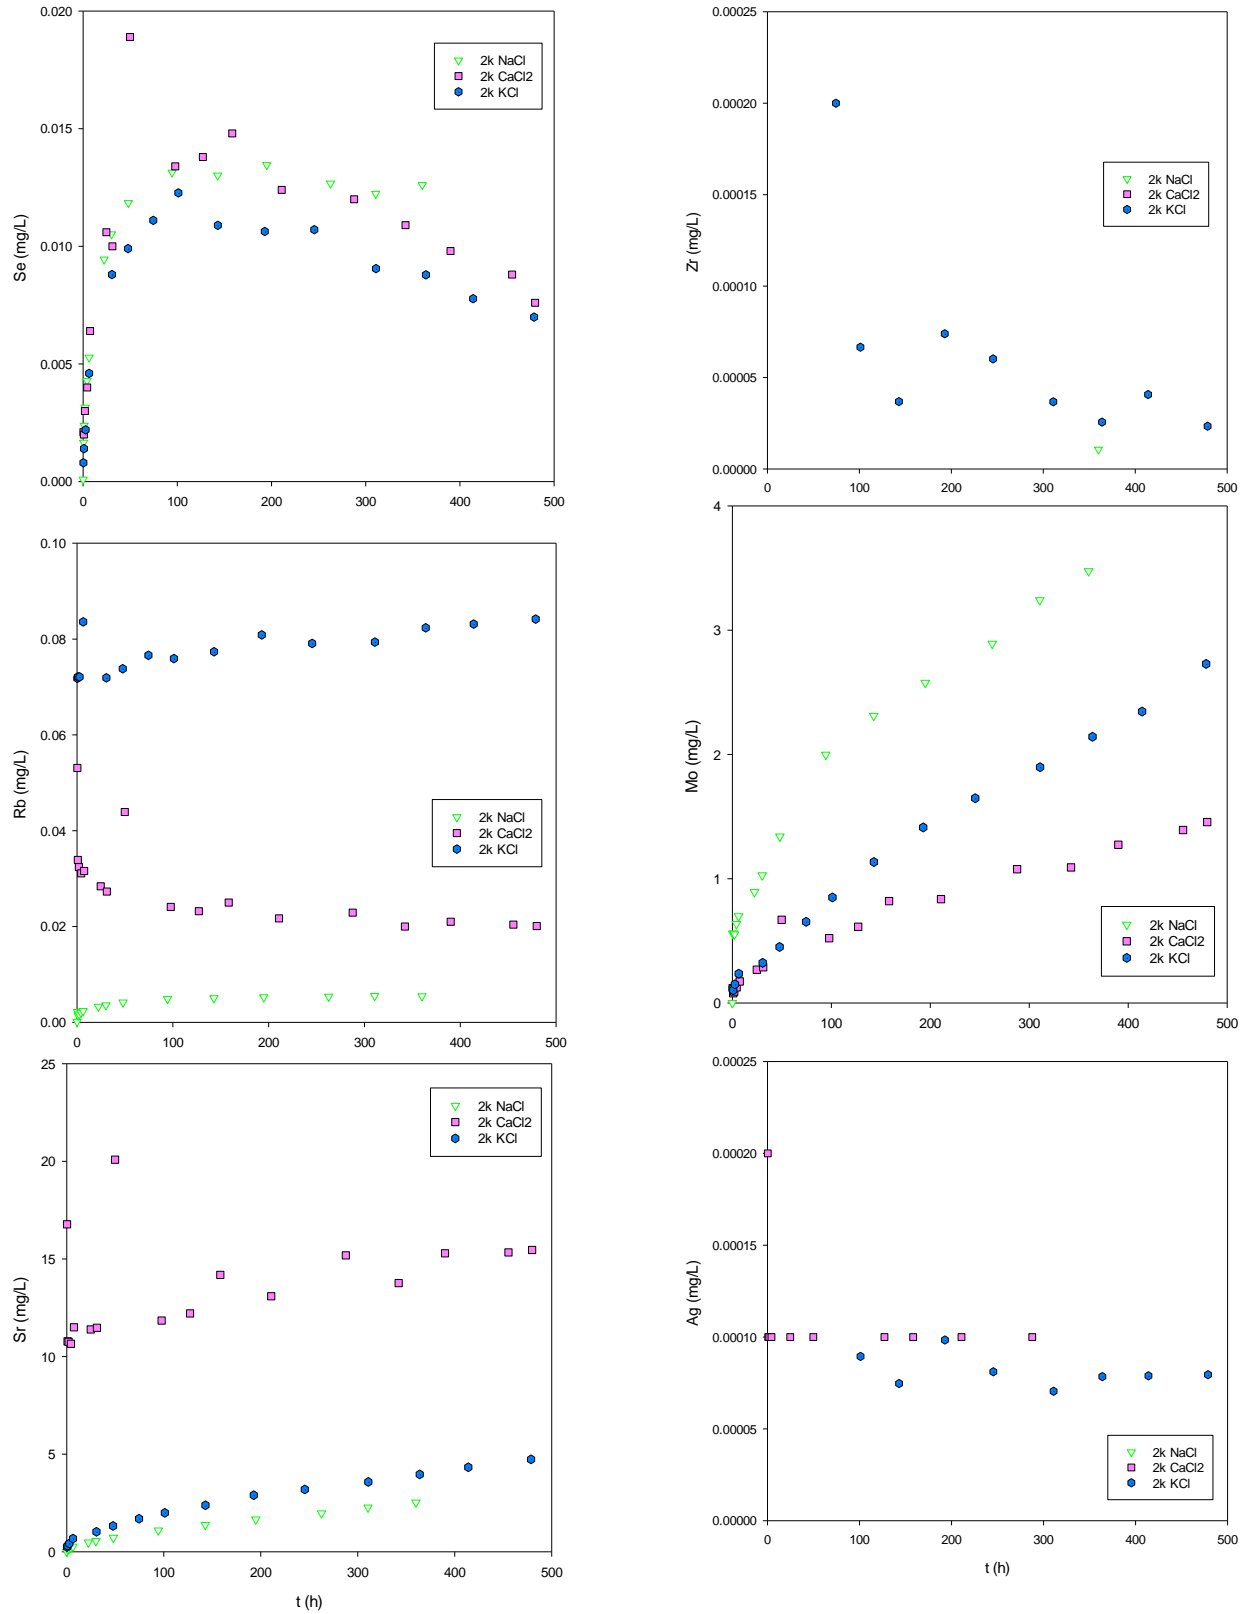 0.020
0.015
0.010
0.005
0.000
Se (mg/L)
2k NaCl
2k CaCl2
2k KCl
0 100 200 300 400 500
0.00025
0.00020
0.00015
0.00010
0.00005
0.00000
Zr (mg/L)
2k NaCl
2k CaCl2
2k KCl
0 100 200 300 400 500
0.10
0.08
0.06
0.04
0.02
0.00
Rb (mg/L)
2k NaCl
2k CaCl2
2k KCl
0 100 200 300 400 500
4
3
2
1
0
Mo (mg/L)
2k NaCl
2k CaCl2
2k KCl
0 100 200 300 400 500
25
20
15
10
5
0
Sr (mg/L)
2k NaCl
2k CaCl2
2k KCl
0 100 200 300 400 500
t (h)
0.00025
0.00020
0.00015
0.00010
0.00005
0.00000
Ag (mg/L)
2k NaCl
2k CaCl2
2k KCl
0 100 200 300 400 500
t (h)